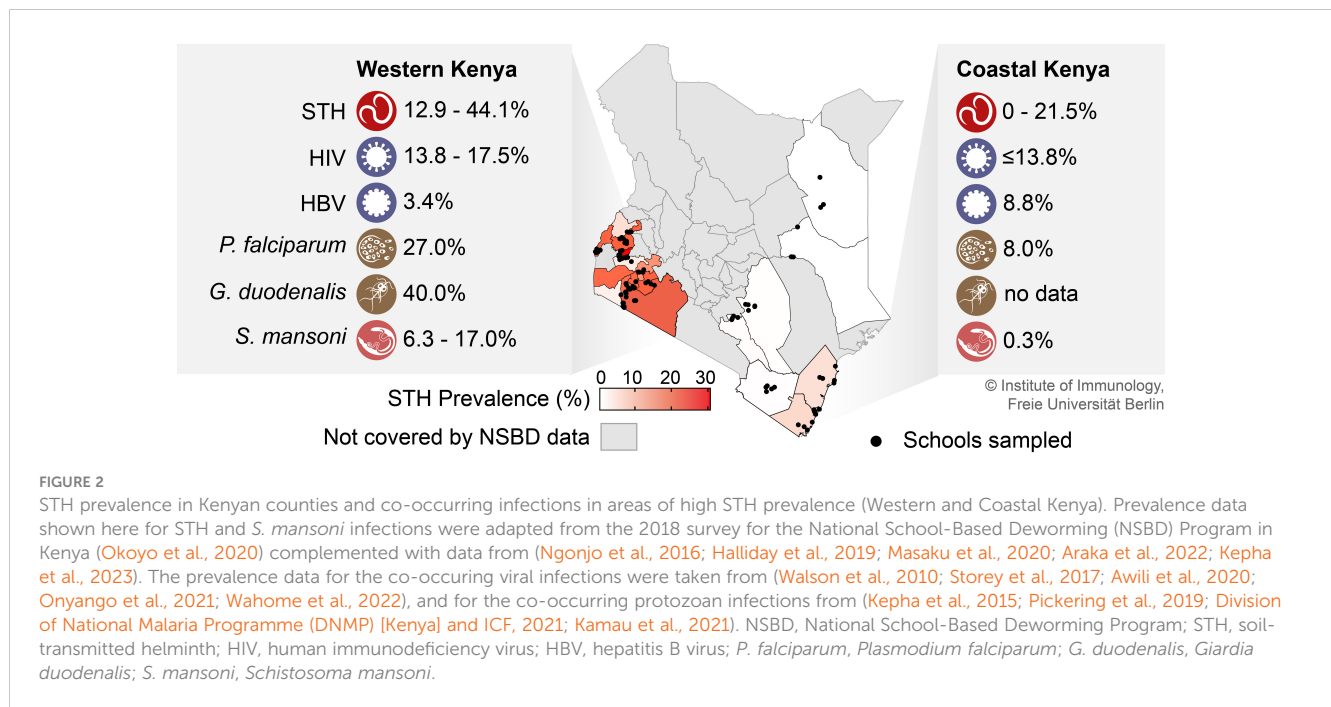 Western Kenya
STH 12.9 - 44.1%
HIV 13.8 - 17.5%
HBV 3.4%
P. falciparum 27.0%
G. duodenalis 40.0%
S. mansoni 6.3 - 17.0%
Coastal Kenya
0 - 21.5%
≤13.8%
8.8%
8.0%
no data
0.3%
0 10 20 30
STH Prevalence (%)
Not covered by NSBD data
© Institute of Immunology,
Freie Universität Berlin
Schools sampled
FIGURE 2
STH prevalence in Kenyan counties and co-occurring infections in areas of high STH prevalence (Western and Coastal Kenya). Prevalence data
shown here for STH and S. mansoni infections were adapted from the 2018 survey for the National School-Based Deworming (NSBD) Program in
Kenya (Okoyo et al., 2020) complemented with data from (Ngonjo et al., 2016; Halliday et al., 2019; Masaku et al., 2020; Araka et al., 2022; Kepha
et al., 2023). The prevalence data for the co-occuring viral infections were taken from (Walson et al., 2010; Storey et al., 2017; Awili et al., 2020;
Onyango et al., 2021; Wahome et al., 2022), and for the co-occurring protozoan infections from (Kepha et al., 2015; Pickering et al., 2019; Division
of National Malaria Programme (DNMP) [Kenya] and ICF, 2021; Kamau et al., 2021). NSBD, National School-Based Deworming Program; STH, soil-
transmitted helminth; HIV, human immunodeficiency virus; HBV, hepatitis B virus; P. falciparum, Plasmodium falciparum; G. duodenalis, Giardia
duodenalis; S. mansoni, Schistosoma mansoni.